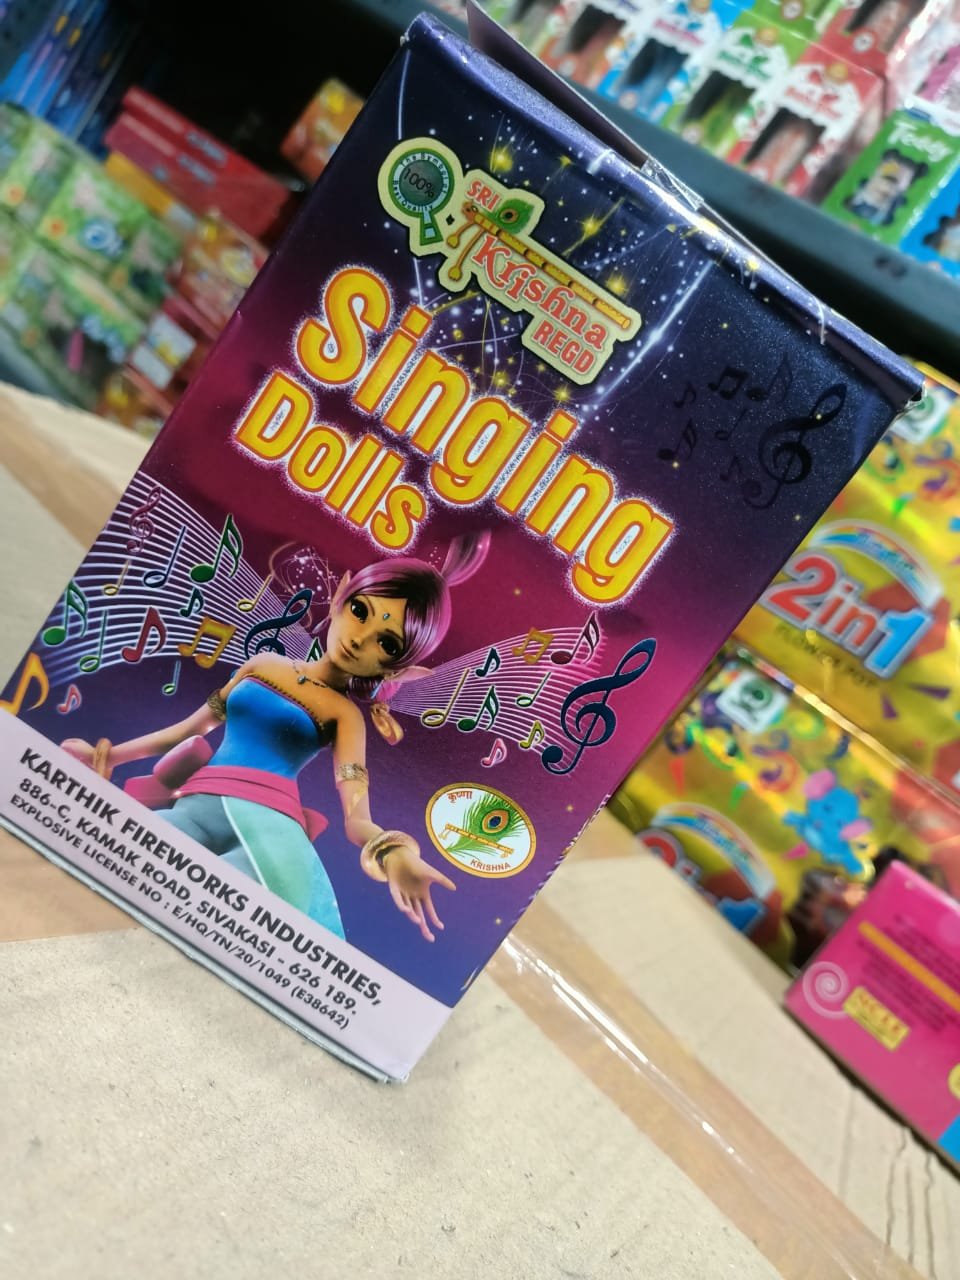 100%
SRI
Krishna
REGD
Singing
Dolls
KRISHNA
KARTHIK FIREWORKS INDUSTRIES,
886-C, KAMAK ROAD, SIVAKASI - 626 189.
EXPLOSIVE LICENSE NO : E/HQ/TN/20/1049 (E38642)
Teddy
2in1